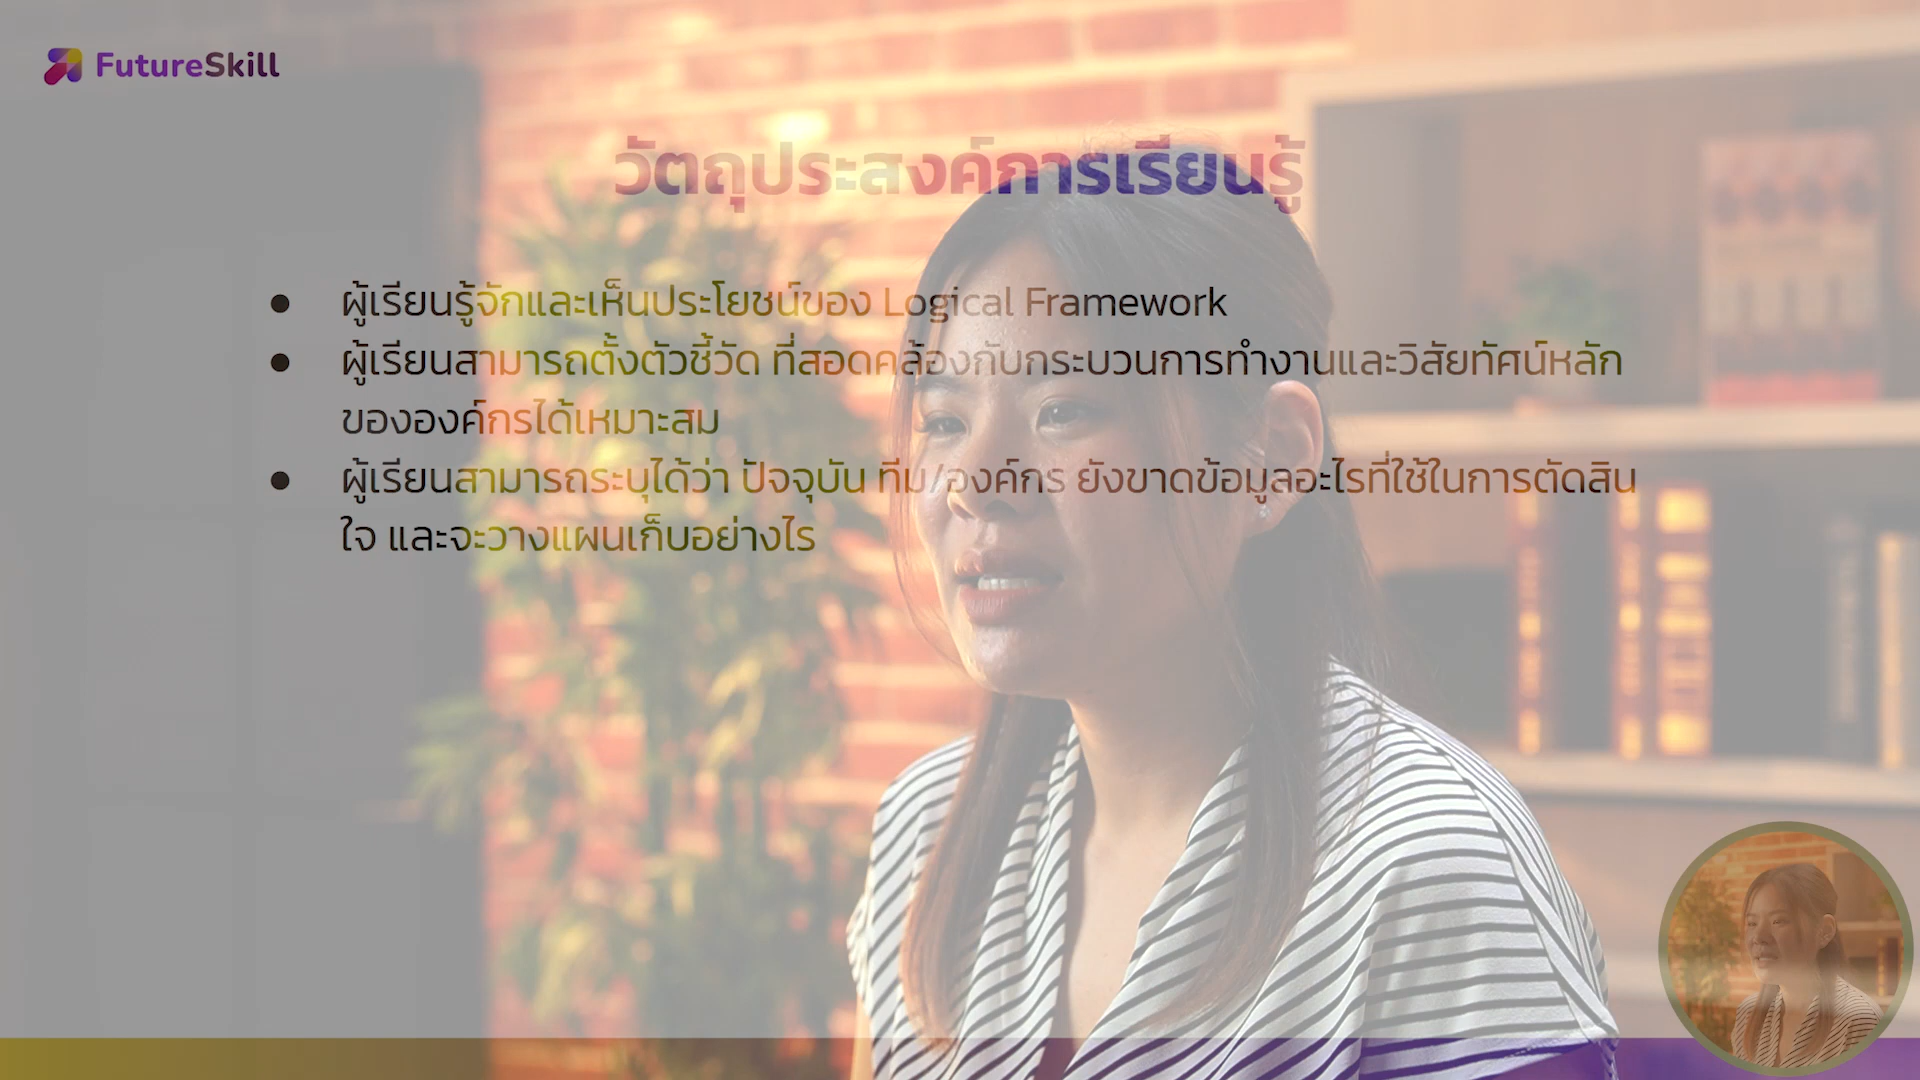 FutureSkill
วัตถุประสงค์การเรียนรู้
● ผู้เรียนรู้จักและเห็นประโยชน์ของ Logical Framework
● ผู้เรียนสามารถตั้งตัวชี้วัด ที่สอดคล้องกับกระบวนการทำงานและวิสัยทัศน์หลัก
ขององค์กรได้เหมาะสม
● ผู้เรียนสามารถระบุได้ว่า ปัจจุบัน ทีม/องค์กร ยังขาดข้อมูลอะไรที่ใช้ในการตัดสิน
ใจ และจะวางแผนเก็บอย่างไร